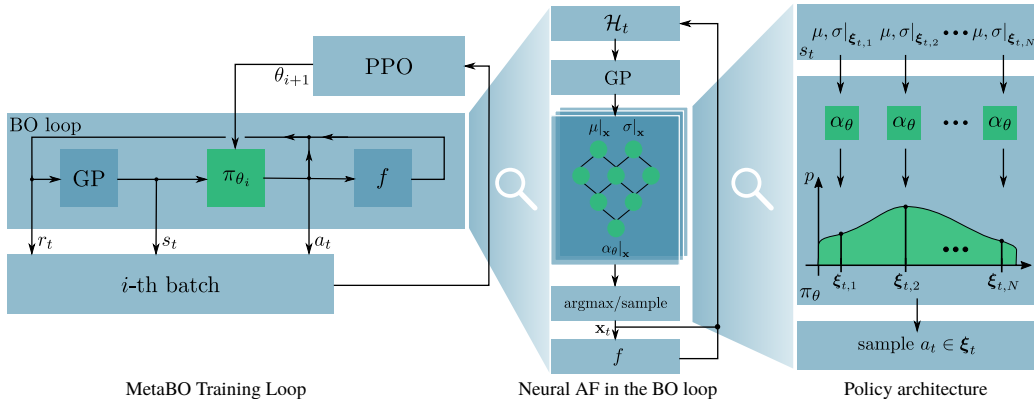 PPO
θ_{i+1}
BO loop
GP
π_{θ_i}
f
r_t
s_t
a_t
i-th batch
MetaBO Training Loop
ℋ_t
GP
μ|_x σ|_x
α_θ|_x
argmax/sample
x_t
f
Neural AF in the BO loop
μ, σ|_{ξ_{t,1}} μ, σ|_{ξ_{t,2}} ••• μ, σ|_{ξ_{t,N}}
s_t
α_θ α_θ ••• α_θ
p
•••
π_θ ξ_{t,1} ξ_{t,2} ξ_{t,N}
sample a_t ∈ ξ_t
Policy architecture